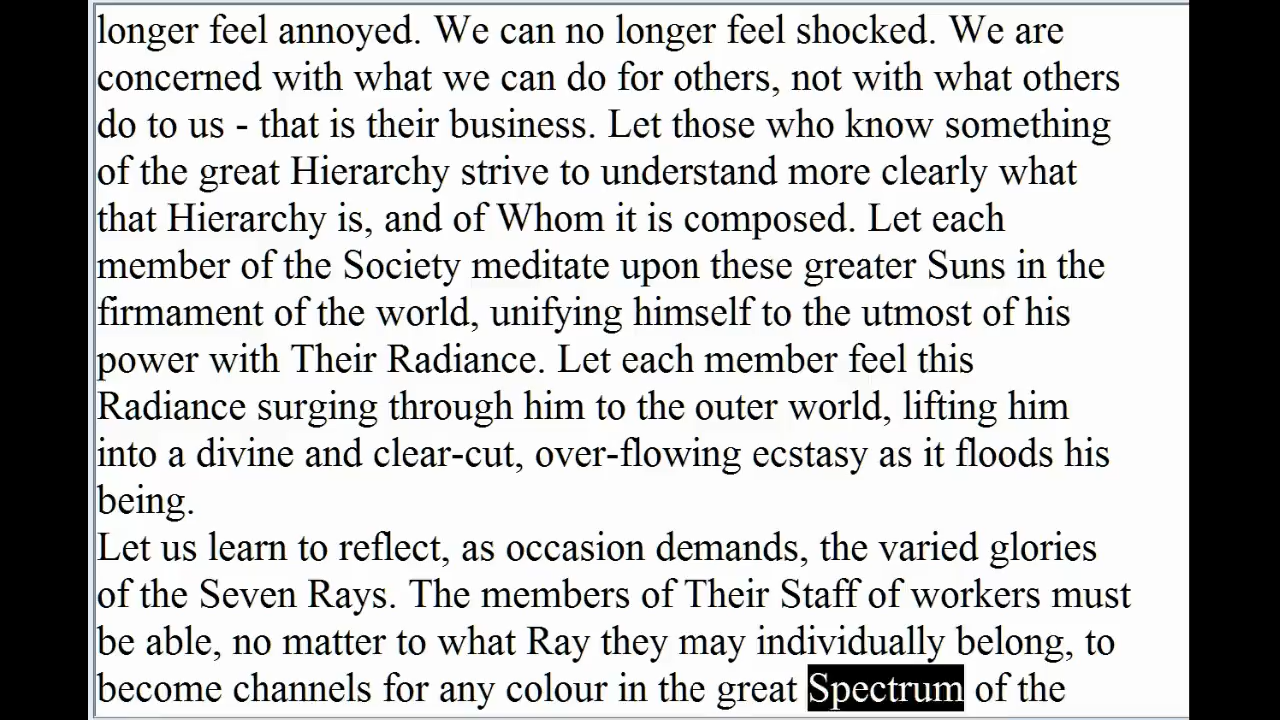 longer feel annoyed. We can no longer feel shocked. We are
concerned with what we can do for others, not with what others
do to us - that is their business. Let those who know something
of the great Hierarchy strive to understand more clearly what
that Hierarchy is, and of Whom it is composed. Let each
member of the Society meditate upon these greater Suns in the
firmament of the world, unifying himself to the utmost of his
power with Their Radiance. Let each member feel this
Radiance surging through him to the outer world, lifting him
into a divine and clear-cut, over-flowing ecstasy as it floods his
being.
Let us learn to reflect, as occasion demands, the varied glories
of the Seven Rays. The members of Their Staff of workers must
be able, no matter to what Ray they may individually belong, to
become channels for any colour in the great Spectrum of the